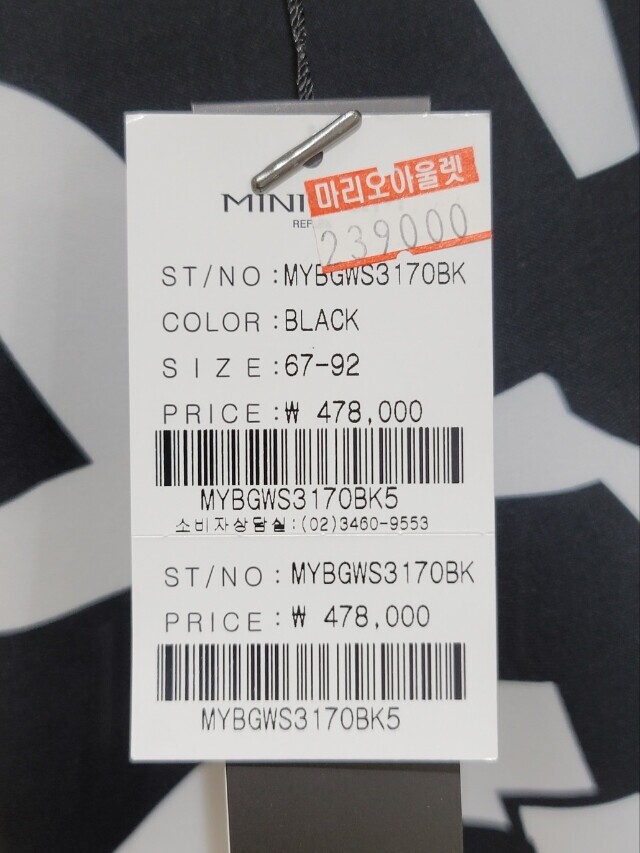 MINI
마리오아울렛
239000
ST/NO : MYBGWS3170BK
COLOR : BLACK
SIZE : 67-92
PRICE : ₩ 478,000
MYBGWS3170BK5
소비자상담실 : (02)3460-9553
ST/NO : MYBGWS3170BK
PRICE : ₩ 478,000
MYBGWS3170BK5